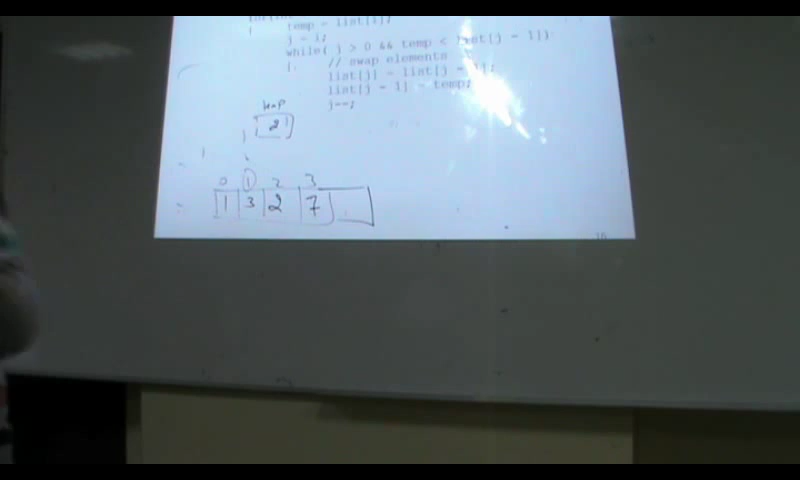 temp = list[i];
j = i;
while( j > 0 && temp < list[j - 1])
{ // swap elements
list[j] = list[j - 1];
list[j - 1] = temp;
j--;
2
0 1 2 3
1 3 2 7
16